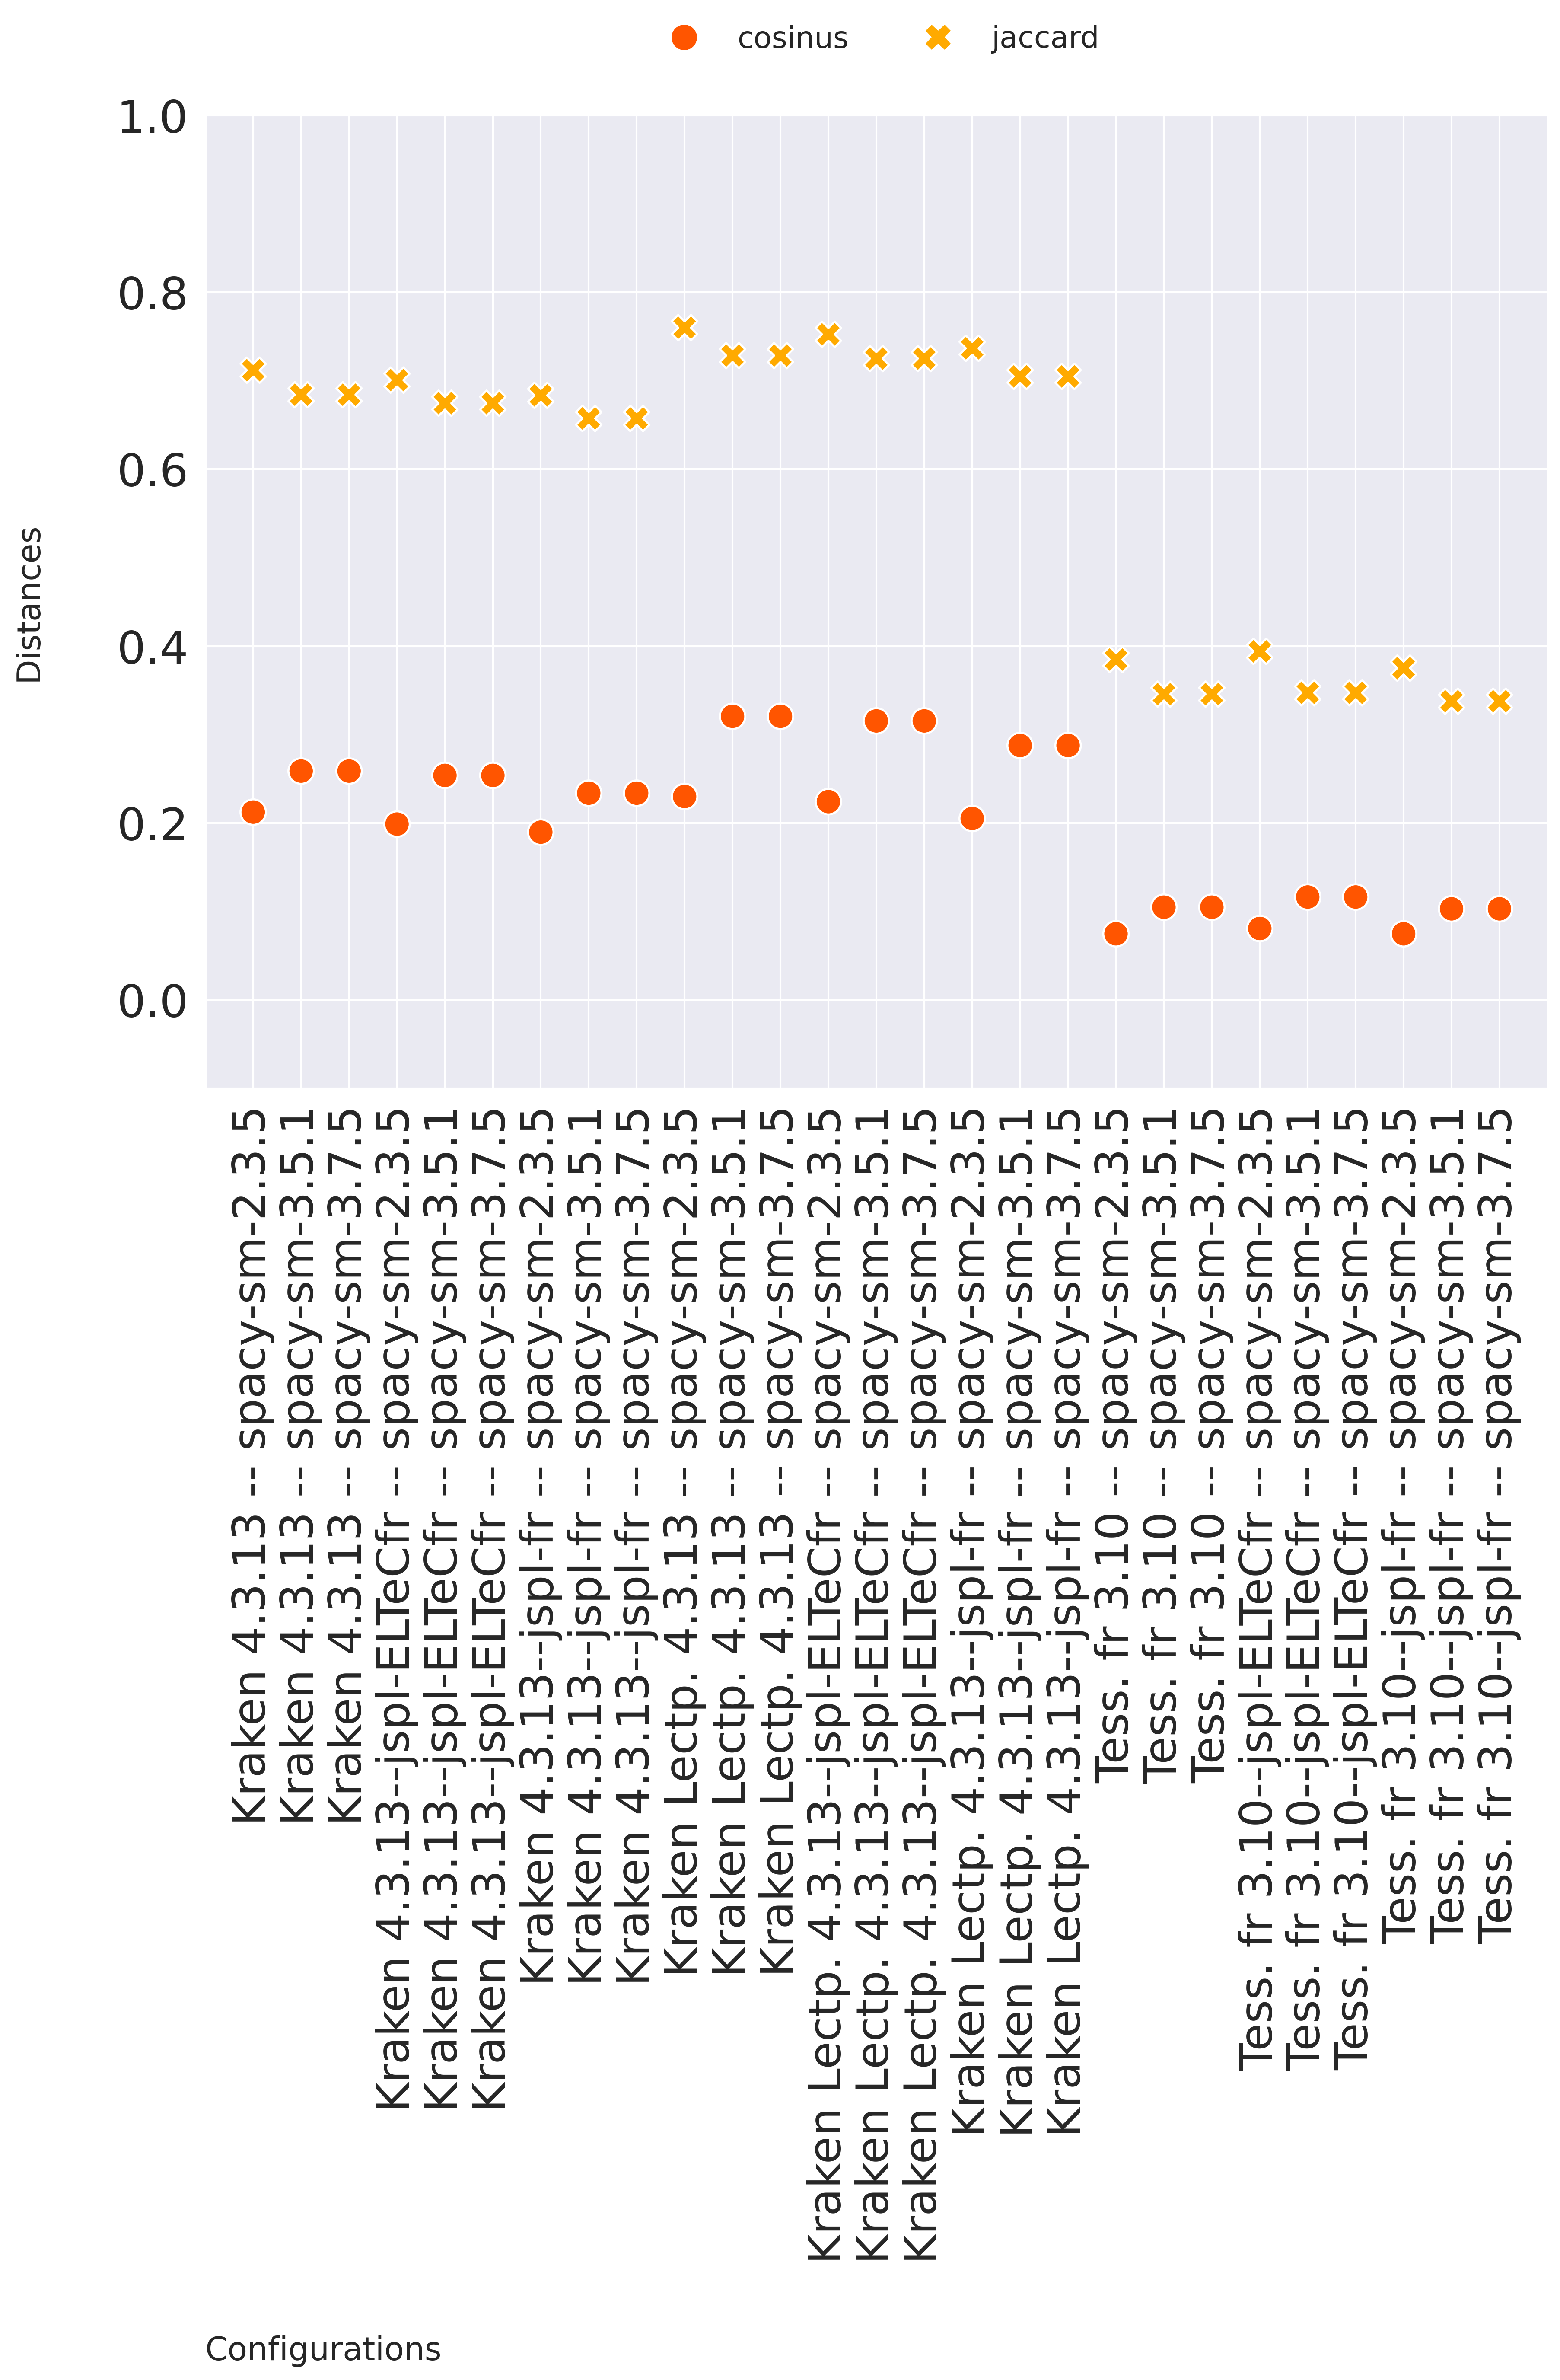 cosinus
jaccard
1.0
0.8
0.6
0.4
0.2
0.0
Distances
Kraken 4.3.13 -- spacy-sm-2.3.5
Kraken 4.3.13 -- spacy-sm-3.5.1
Kraken 4.3.13 -- spacy-sm-3.7.5
Kraken 4.3.13--jspl-ELTeCfr -- spacy-sm-2.3.5
Kraken 4.3.13--jspl-ELTeCfr -- spacy-sm-3.5.1
Kraken 4.3.13--jspl-ELTeCfr -- spacy-sm-3.7.5
Kraken 4.3.13--jspl-fr -- spacy-sm-2.3.5
Kraken 4.3.13--jspl-fr -- spacy-sm-3.5.1
Kraken 4.3.13--jspl-fr -- spacy-sm-3.7.5
Kraken Lectp. 4.3.13 -- spacy-sm-2.3.5
Kraken Lectp. 4.3.13 -- spacy-sm-3.5.1
Kraken Lectp. 4.3.13 -- spacy-sm-3.7.5
Kraken Lectp. 4.3.13--jspl-ELTeCfr -- spacy-sm-2.3.5
Kraken Lectp. 4.3.13--jspl-ELTeCfr -- spacy-sm-3.5.1
Kraken Lectp. 4.3.13--jspl-ELTeCfr -- spacy-sm-3.7.5
Kraken Lectp. 4.3.13--jspl-fr -- spacy-sm-2.3.5
Kraken Lectp. 4.3.13--jspl-fr -- spacy-sm-3.5.1
Kraken Lectp. 4.3.13--jspl-fr -- spacy-sm-3.7.5
Tess. fr 3.10 -- spacy-sm-2.3.5
Tess. fr 3.10 -- spacy-sm-3.5.1
Tess. fr 3.10 -- spacy-sm-3.7.5
Tess. fr 3.10--jspl-ELTeCfr -- spacy-sm-2.3.5
Tess. fr 3.10--jspl-ELTeCfr -- spacy-sm-3.5.1
Tess. fr 3.10--jspl-ELTeCfr -- spacy-sm-3.7.5
Tess. fr 3.10--jspl-fr -- spacy-sm-2.3.5
Tess. fr 3.10--jspl-fr -- spacy-sm-3.5.1
Tess. fr 3.10--jspl-fr -- spacy-sm-3.7.5
Configurations